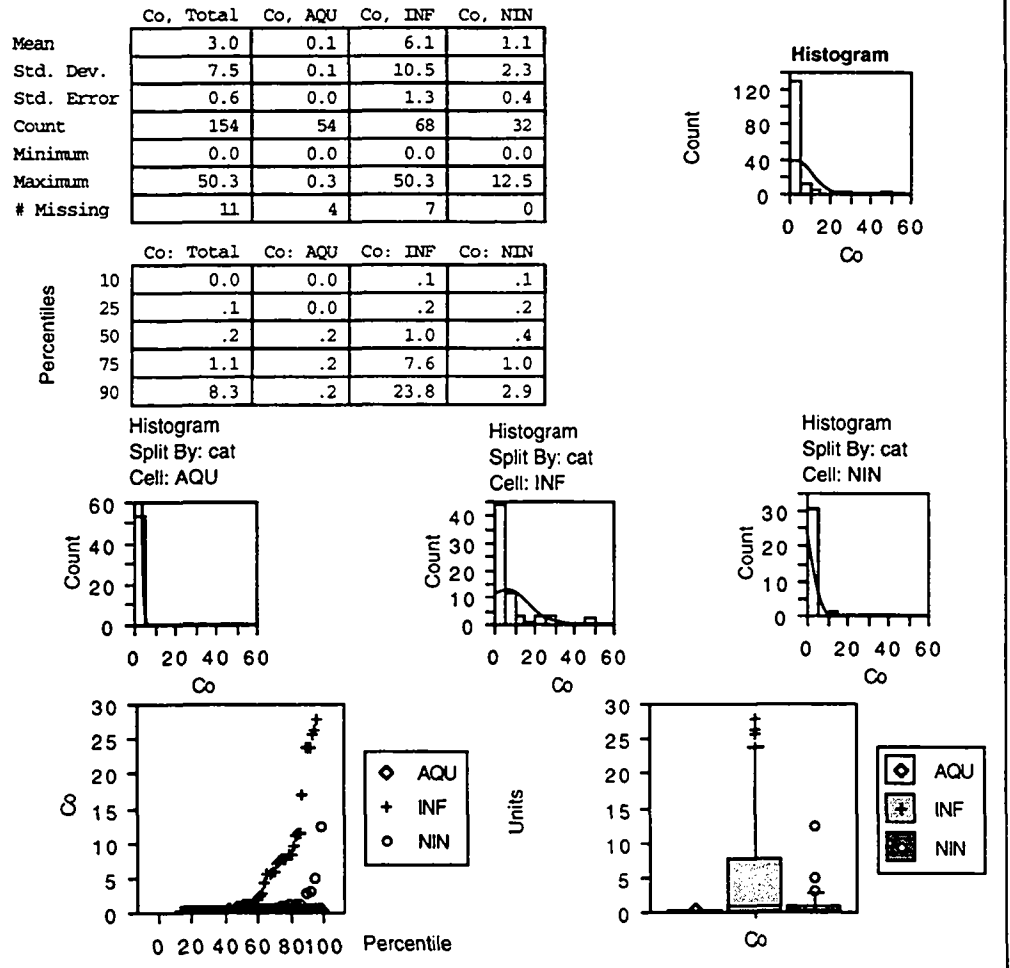 Co, Total Co, AQU Co, INF Co, NIN
Mean 3.0 0.1 6.1 1.1
Std. Dev. 7.5 0.1 10.5 2.3
Std. Error 0.6 0.0 1.3 0.4
Count 154 54 68 32
Minimum 0.0 0.0 0.0 0.0
Maximum 50.3 0.3 50.3 12.5
# Missing 11 4 7 0
Histogram
Count
120
80
40
0
0 20 40 60
Co
Co: Total Co: AQU Co: INF Co: NIN
Percentiles
10 0.0 0.0 .1 .1
25 .1 0.0 .2 .2
50 .2 .2 1.0 .4
75 1.1 .2 7.6 1.0
90 8.3 .2 23.8 2.9
Histogram
Split By: cat
Cell: AQU
Count
60
40
20
0
0 20 40 60
Co
Histogram
Split By: cat
Cell: INF
Count
40
30
20
10
0
0 20 40 60
Co
Histogram
Split By: cat
Cell: NIN
Count
30
20
10
0
0 20 40 60
Co
Co
30
25
20
15
10
5
0
0 20 40 60 80100 Percentile
AQU
INF
NIN
Units
30
25
20
15
10
5
0
Co
AQU
INF
NIN